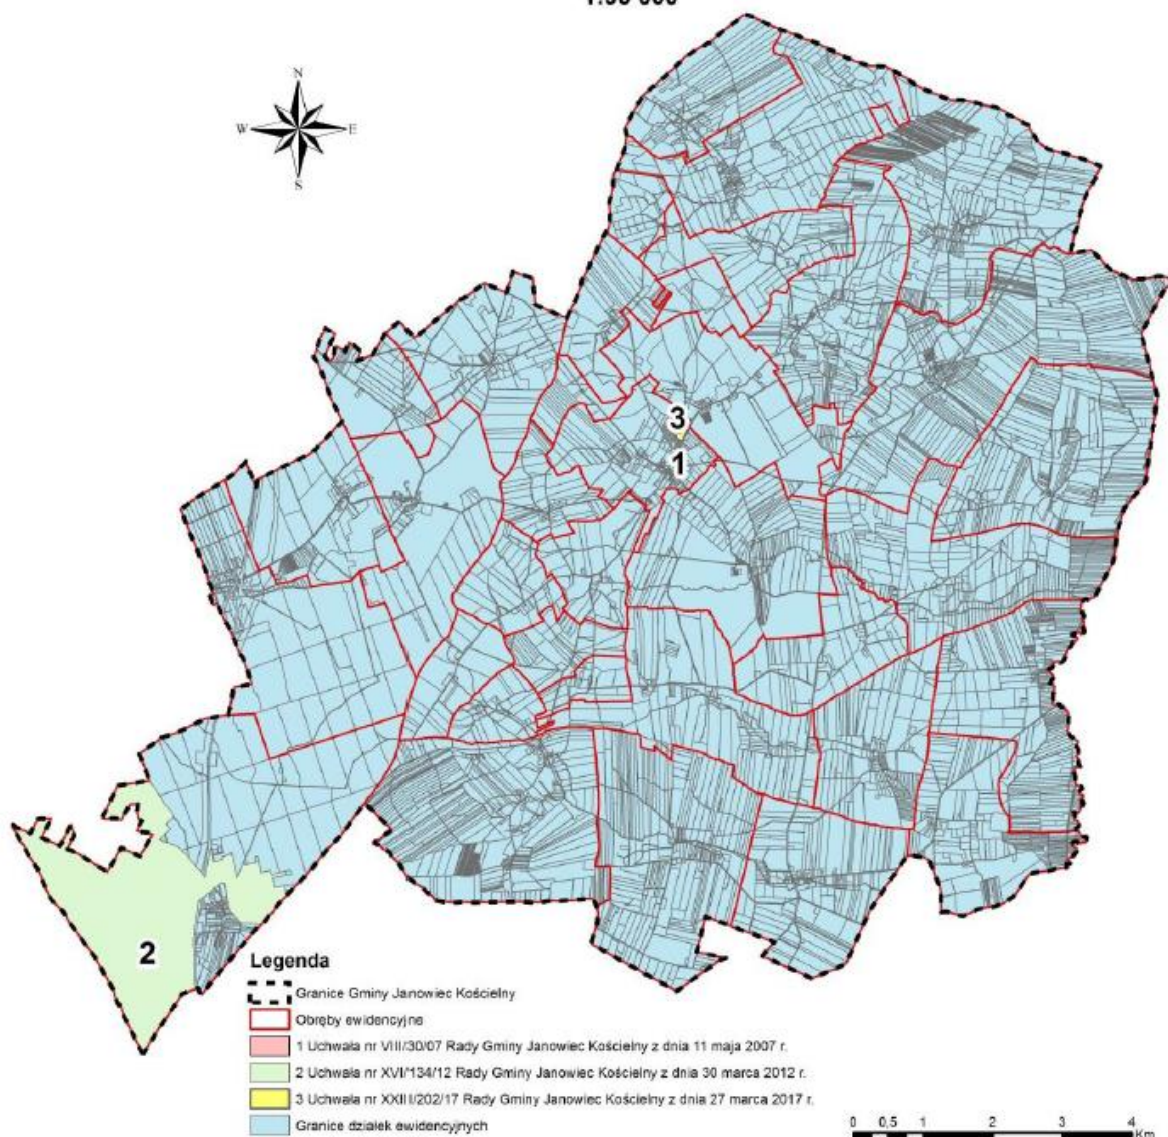 N
W E
S
3
1
2
Legenda
Granice Gminy Janowiec Kościelny
Obręby ewidencyjne
1 Uchwała nr VIII/30/07 Rady Gminy Janowiec Kościelny z dnia 11 maja 2007 r.
2 Uchwała nr XVI/134/12 Rady Gminy Janowiec Kościelny z dnia 30 marca 2012 r.
3 Uchwała nr XXIII/202/17 Rady Gminy Janowiec Kościelny z dnia 27 marca 2017 r.
Granice działek ewidencyjnych
0 0,5 1 2 3 4
Km